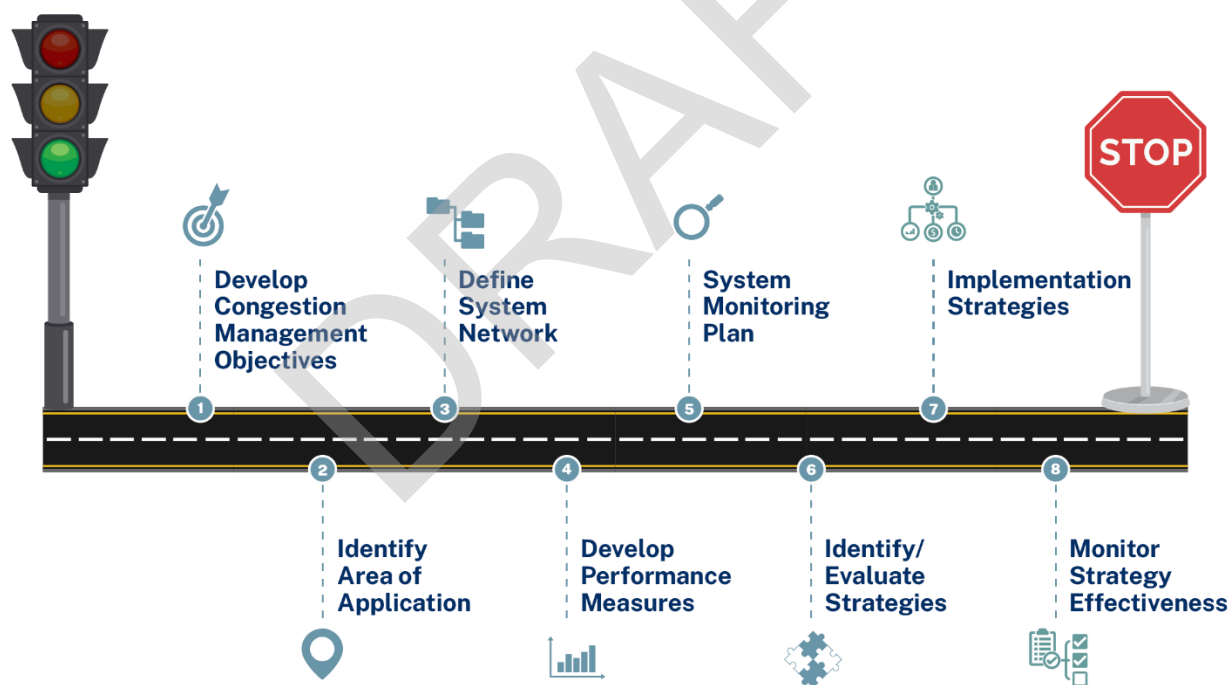 STOP
1
Develop
Congestion
Management
Objectives
2
Identify
Area of
Application
3
Define
System
Network
4
Develop
Performance
Measures
5
System
Monitoring
Plan
6
Identify/
Evaluate
Strategies
7
Implementation
Strategies
8
Monitor
Strategy
Effectiveness
DRAF